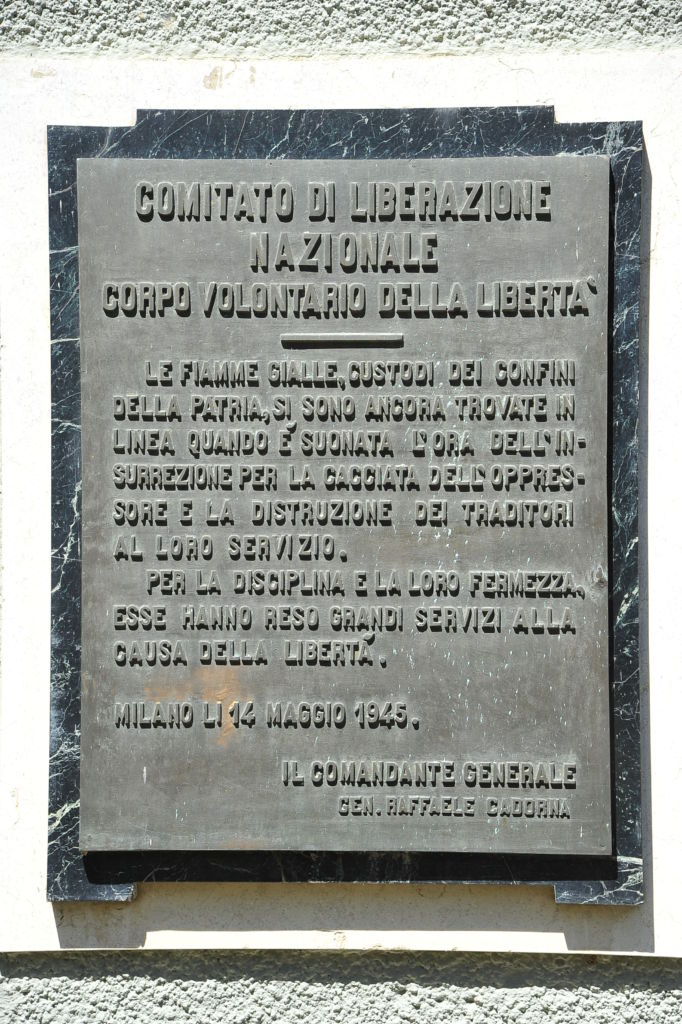 COMITATO DI LIBERAZIONE
NAZIONALE
CORPO VOLONTARIO DELLA LIBERTA'
LE FIAMME GIALLE, CUSTODI DEI CONFINI
DELLA PATRIA, SI SONO ANCORA TROVATE IN
LINEA QUANDO È SUONATA L'ORA DELL'IN-
SURREZIONE PER LA CACCIATA DELL'OPPRES-
SORE E LA DISTRUZIONE DEI TRADITORI
AL LORO SERVIZIO.
PER LA DISCIPLINA E LA LORO FERMEZZA,
ESSE HANNO RESO GRANDI SERVIZI ALLA
CAUSA DELLA LIBERTÀ.
MILANO LI 14 MAGGIO 1945.
IL COMANDANTE GENERALE
GEN. RAFFAELE CADORNA